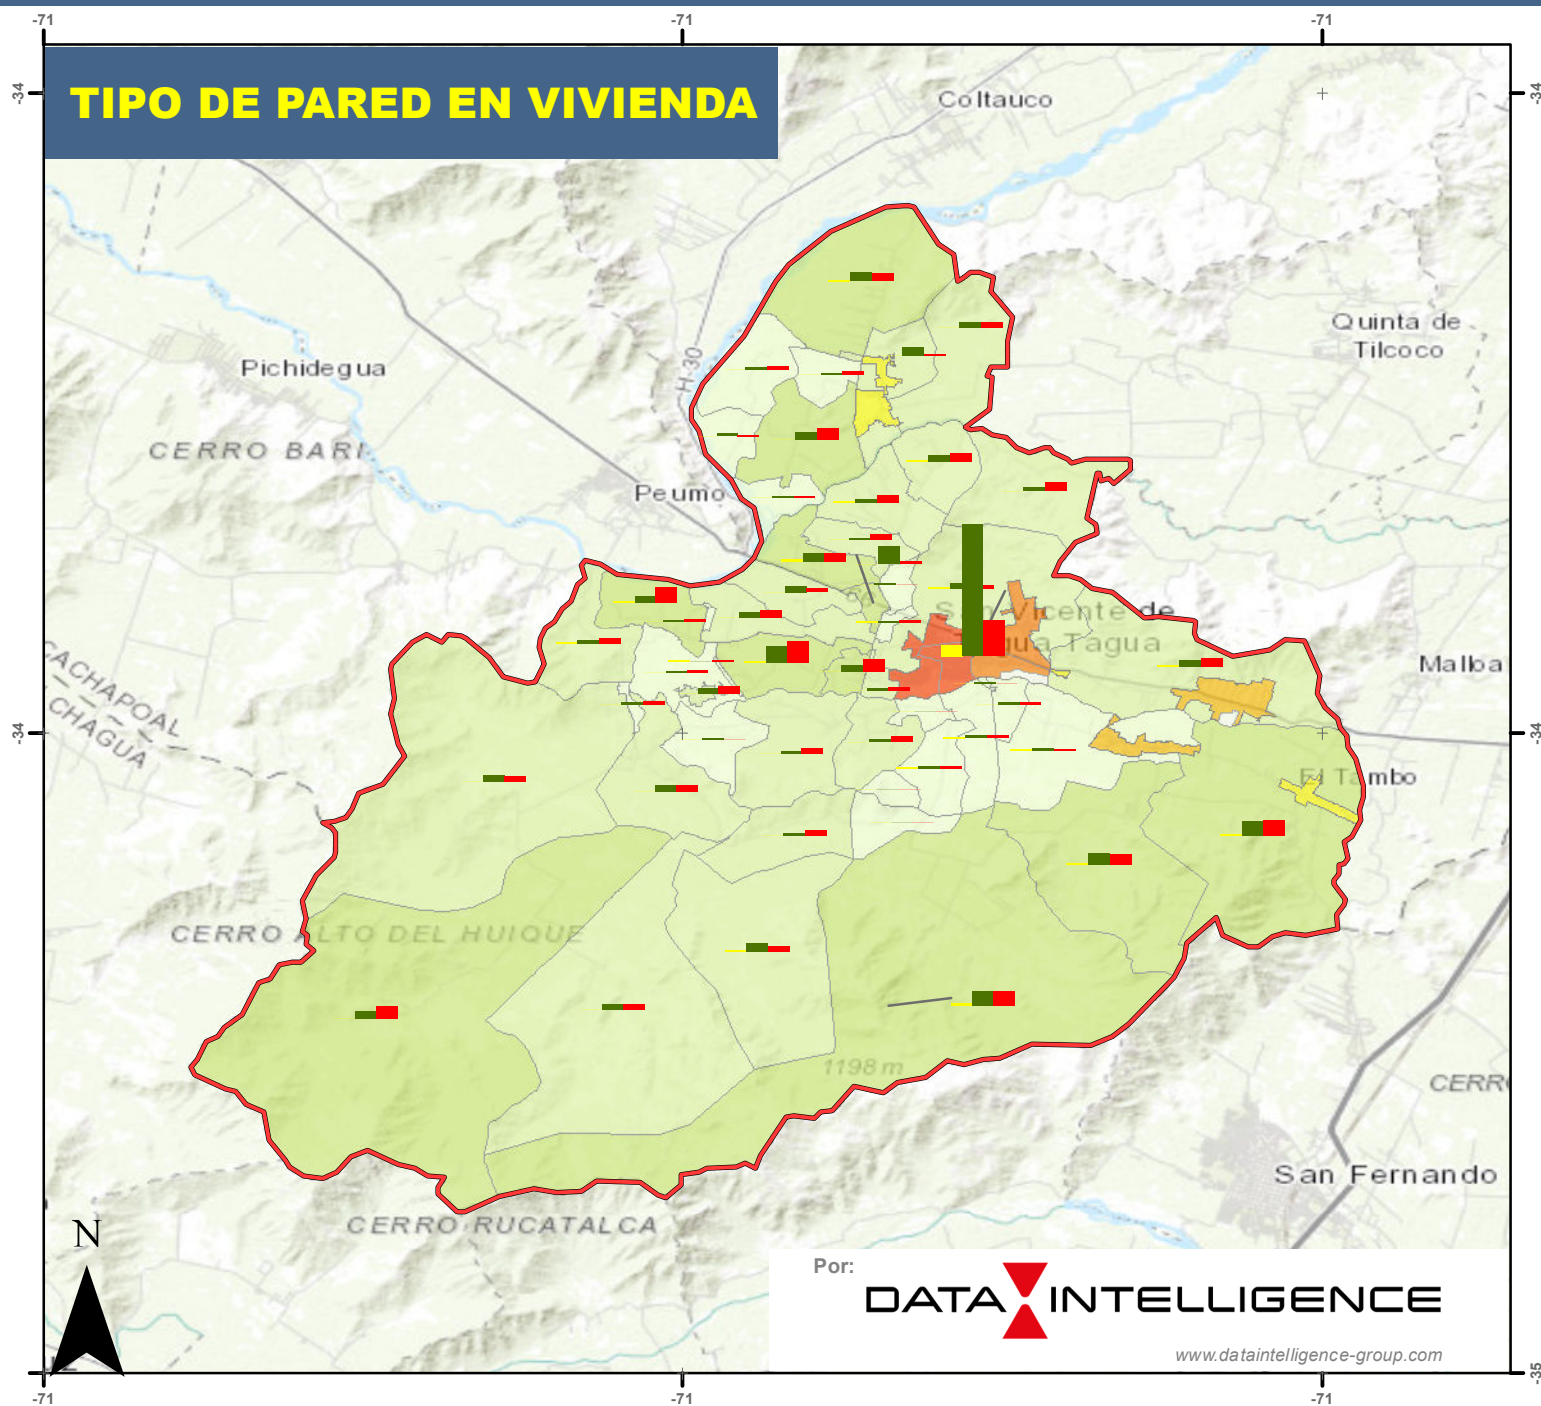 -71
-71
-71
-34
-34
TIPO DE PARED EN VIVIENDA
Coltauco
Quinta de
Tilcoco
Pichidegua
H-30
CERRO BARI
Peumo
San Vicente de
Tagua Tagua
Malloa
CACHAPOAL
CHAGUA
-34
-34
El Tambo
CERRO ALTO DEL HUIQUE
1198 m
CERR
San Fernando
CERRO RUCATALCA
N
Por:
DATA INTELLIGENCE
www.dataintelligence-group.com
-35
-71
-71
-71